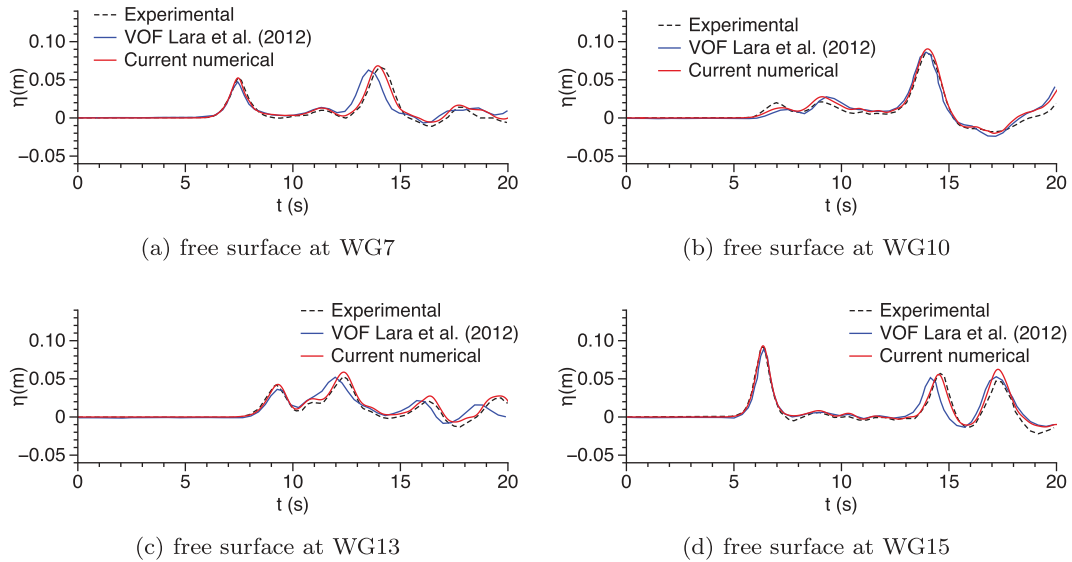 Experimental
VOF Lara et al. (2012)
Current numerical
η(m)
0.10
0.05
0
−0.05
0 5 10 15 20
t (s)
(a) free surface at WG7
Experimental
VOF Lara et al. (2012)
Current numerical
η(m)
0.10
0.05
0
−0.05
0 5 10 15 20
t (s)
(b) free surface at WG10
Experimental
VOF Lara et al. (2012)
Current numerical
η(m)
0.10
0.05
0
−0.05
0 5 10 15 20
t (s)
(c) free surface at WG13
Experimental
VOF Lara et al. (2012)
Current numerical
η(m)
0.10
0.05
0
−0.05
0 5 10 15 20
t (s)
(d) free surface at WG15